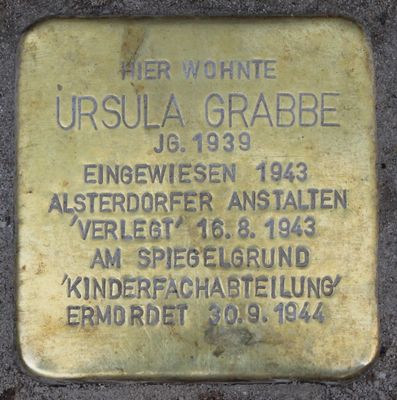 HIER WOHNTE
URSULA GRABBE
JG. 1939
EINGEWIESEN 1943
ALSTERDORFER ANSTALTEN
'VERLEGT' 16.8.1943
AM SPIEGELGRUND
'KINDERFACHABTEILUNG'
ERMORDET 30.9.1944